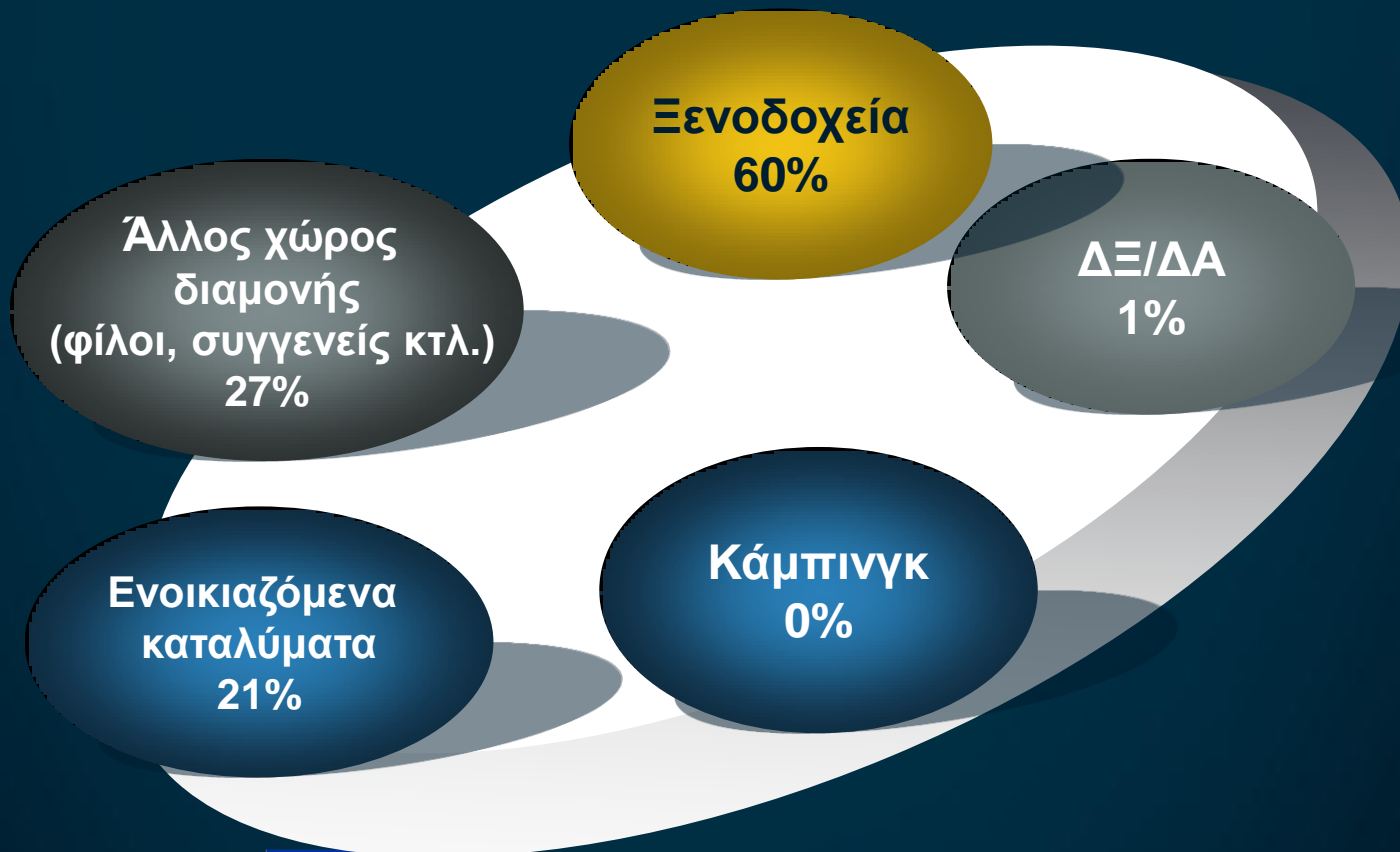 Ξενοδοχεία
60%
Άλλος χώρος
διαμονής
(φίλοι, συγγενείς κτλ.)
27%
ΔΞ/ΔΑ
1%
Ενοικιαζόμενα
καταλύματα
21%
Κάμπινγκ
0%